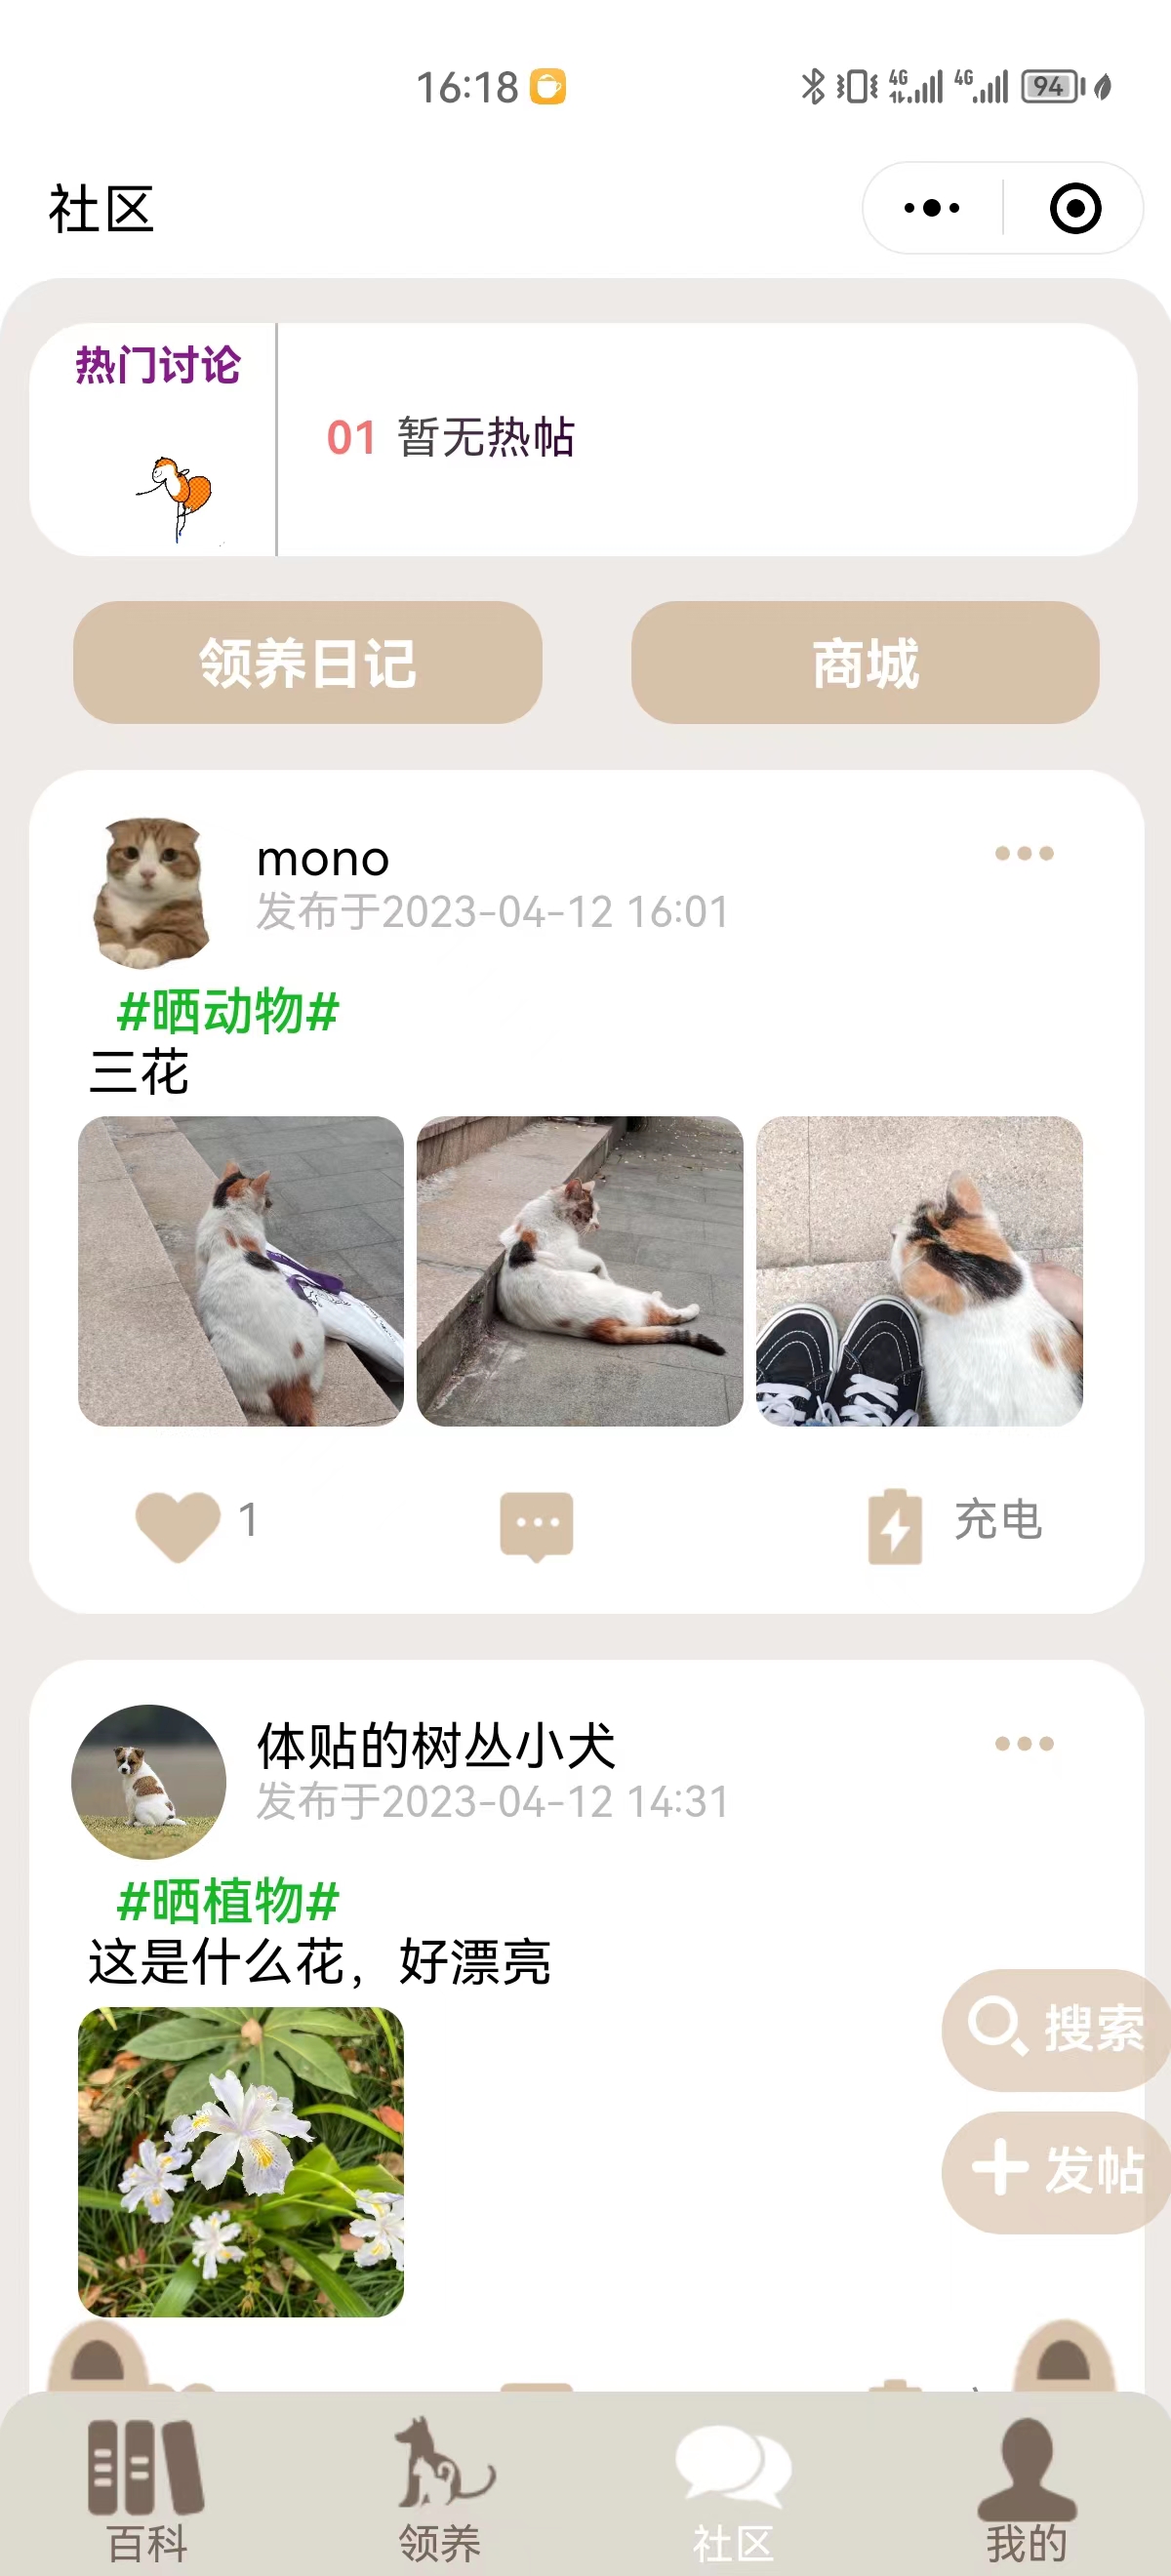 16:18
4G 4G 94
社区
热门讨论
01 暂无热帖
领养日记
商城
mono
发布于2023-04-12 16:01
#晒动物#
三花
1
充电
体贴的树丛小犬
发布于2023-04-12 14:31
#晒植物#
这是什么花，好漂亮
搜索
发帖
百科
领养
社区
我的